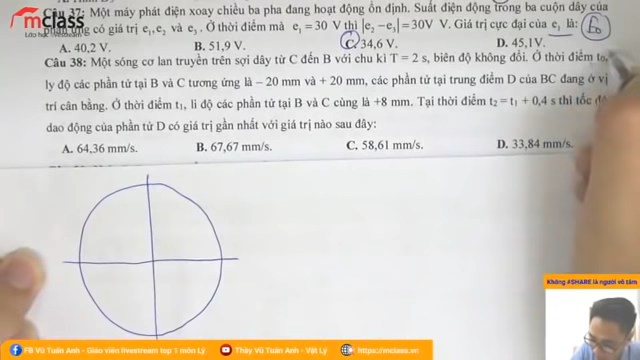 Câu 37: Một máy phát điện xoay chiều ba pha đang hoạt động ổn định. Suất điện động trong ba cuộn dây của
phần ứng có giá trị e₁, e₂ và e₃. Ở thời điểm mà e₁ = 30 V thì |e₂ − e₃| = 30V V. Giá trị cực đại của e₁ là: E₀
A. 40,2 V. B. 51,9 V. C. 34,6 V. D. 45,1V.
Câu 38: Một sóng cơ lan truyền trên sợi dây từ C đến B với chu kì T = 2 s, biên độ không đổi. Ở thời điểm t₀,
ly độ các phần tử tại B và C tương ứng là – 20 mm và + 20 mm, các phần tử tại trung điểm D của BC đang ở vị
trí cân bằng. Ở thời điểm t₁, li độ các phần tử tại B và C cùng là +8 mm. Tại thời điểm t₂ = t₁ + 0,4 s thì tốc độ
dao động của phần tử D có giá trị gần nhất với giá trị nào sau đây:
A. 64,36 mm/s. B. 67,67 mm/s. C. 58,61 mm/s. D. 33,84 mm/s.
mclass
Lớp học livestream
Không #SHARE là người vô tâm
FB Vũ Tuấn Anh - Giáo viên livestream top 1 môn Lý
Thầy Vũ Tuấn Anh - Vật Lý
https://mclass.vn